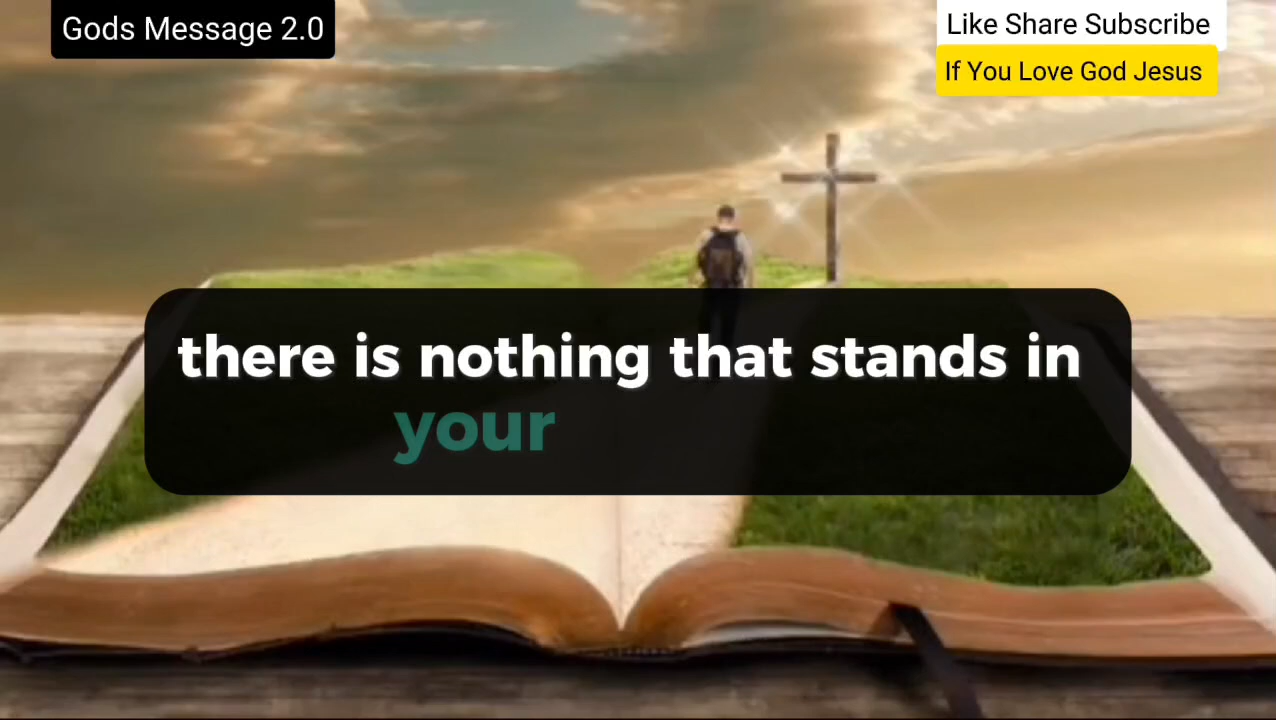 Gods Message 2.0
Like Share Subscribe
If You Love God Jesus
there is nothing that stands in
your